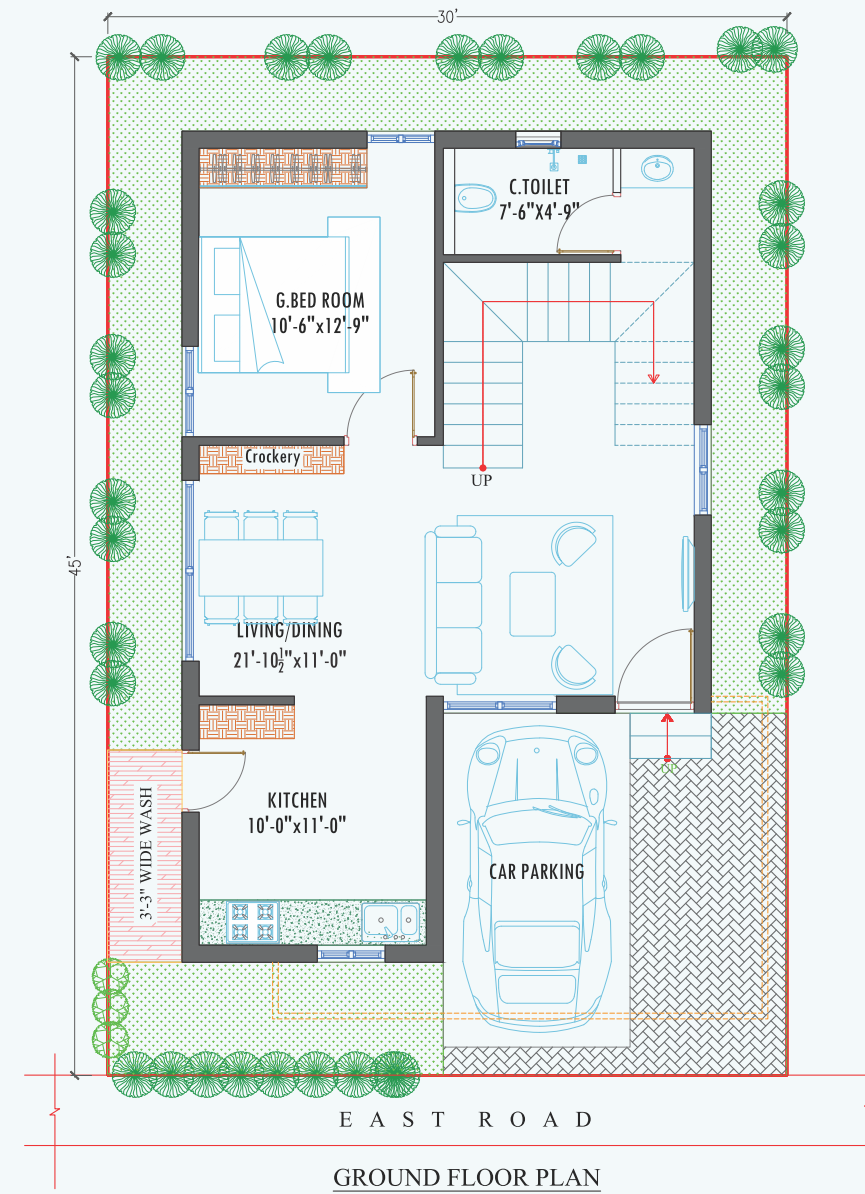 30'
C.TOILET
7'-6"X4'-9"
G.BED ROOM
10'-6"x12'-9"
Crockery
UP
45'
LIVING/DINING
21'-10½"x11'-0"
UP
KITCHEN
10'-0"x11'-0"
3'-3" WIDE WASH
CAR PARKING
EAST ROAD
GROUND FLOOR PLAN